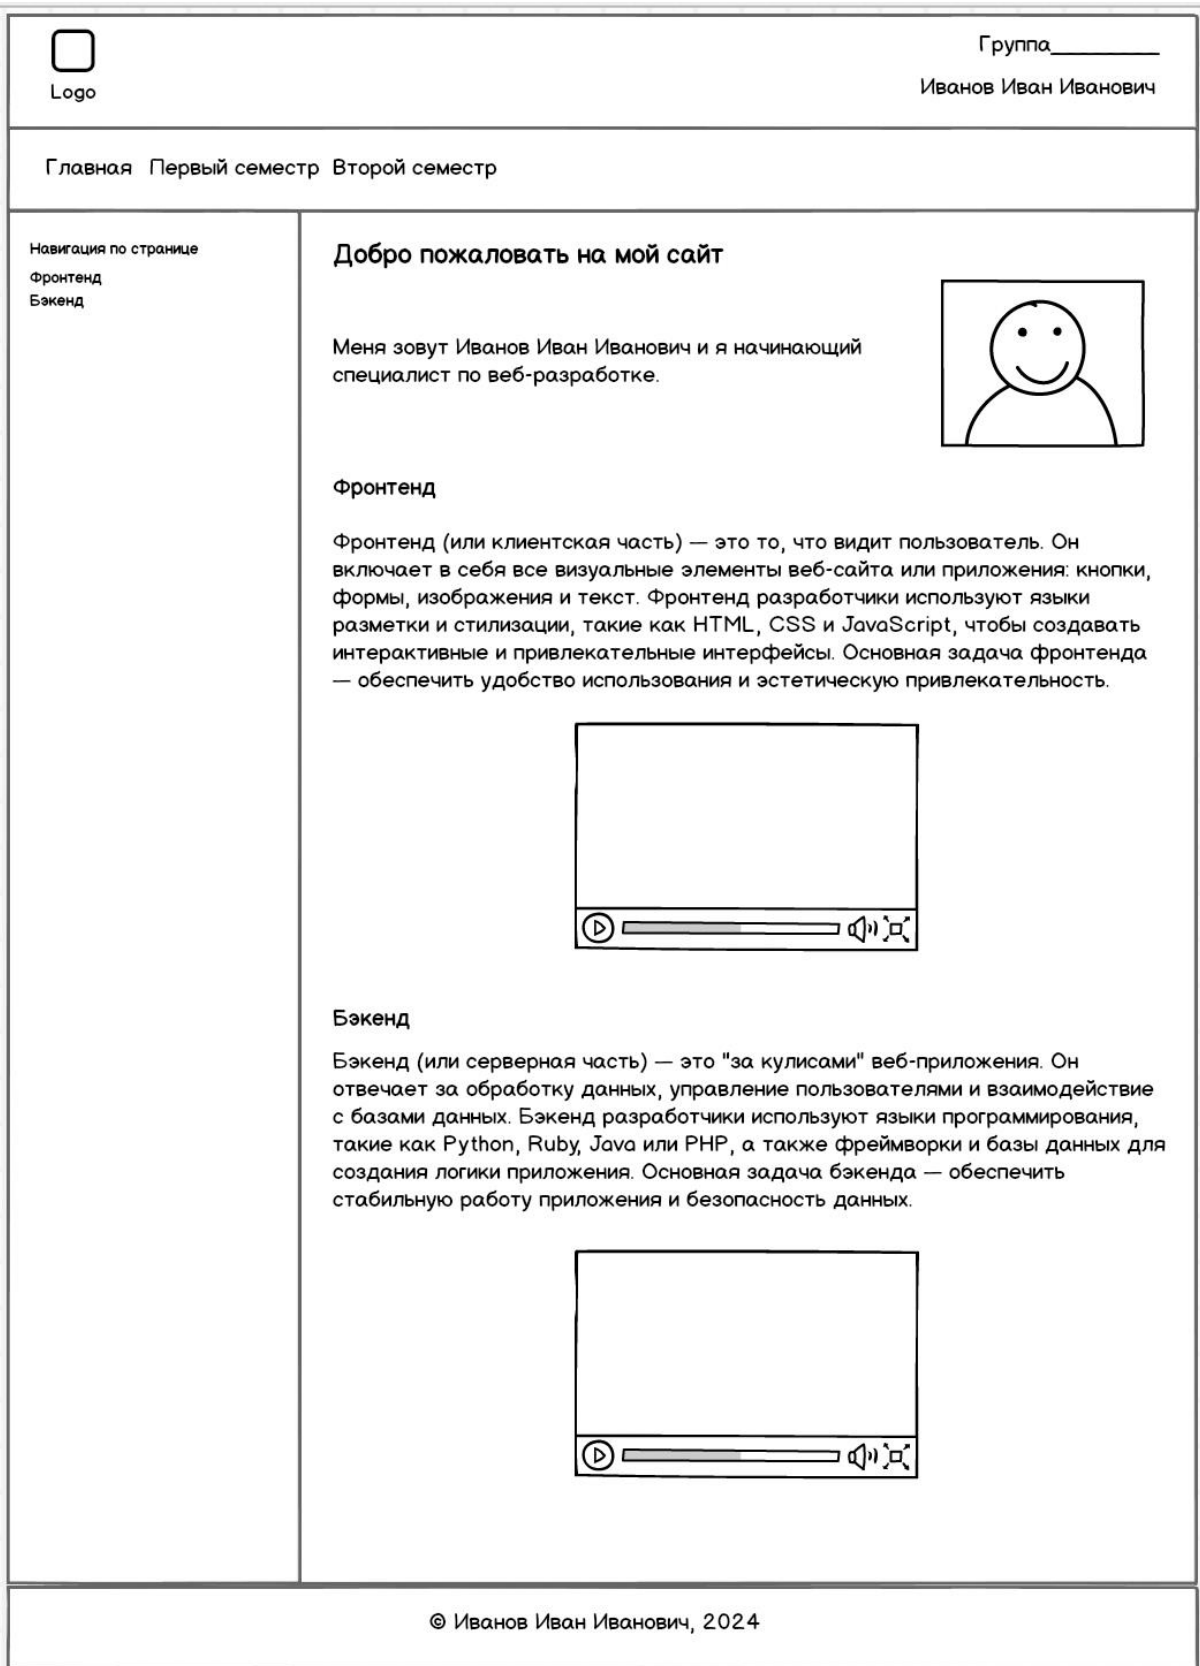 Logo
Группа__________
Иванов Иван Иванович
Главная Первый семестр Второй семестр
Навигация по странице
Фронтенд
Бэкенд
Добро пожаловать на мой сайт
Меня зовут Иванов Иван Иванович и я начинающий
специалист по веб-разработке.
Фронтенд
Фронтенд (или клиентская часть) — это то, что видит пользователь. Он
включает в себя все визуальные элементы веб-сайта или приложения: кнопки,
формы, изображения и текст. Фронтенд разработчики используют языки
разметки и стилизации, такие как HTML, CSS и JavaScript, чтобы создавать
интерактивные и привлекательные интерфейсы. Основная задача фронтенда
— обеспечить удобство использования и эстетическую привлекательность.
Бэкенд
Бэкенд (или серверная часть) — это "за кулисами" веб-приложения. Он
отвечает за обработку данных, управление пользователями и взаимодействие
с базами данных. Бэкенд разработчики используют языки программирования,
такие как Python, Ruby, Java или PHP, а также фреймворки и базы данных для
создания логики приложения. Основная задача бэкенда — обеспечить
стабильную работу приложения и безопасность данных.
© Иванов Иван Иванович, 2024